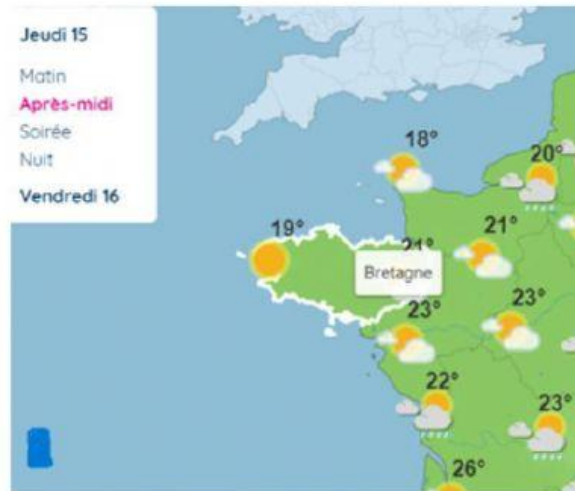 Jeudi 15
Matin
Après-midi
Soirée
Nuit
Vendredi 16
18°
20°
19°
21°
21°
Bretagne
23°
23°
22°
23°
26°